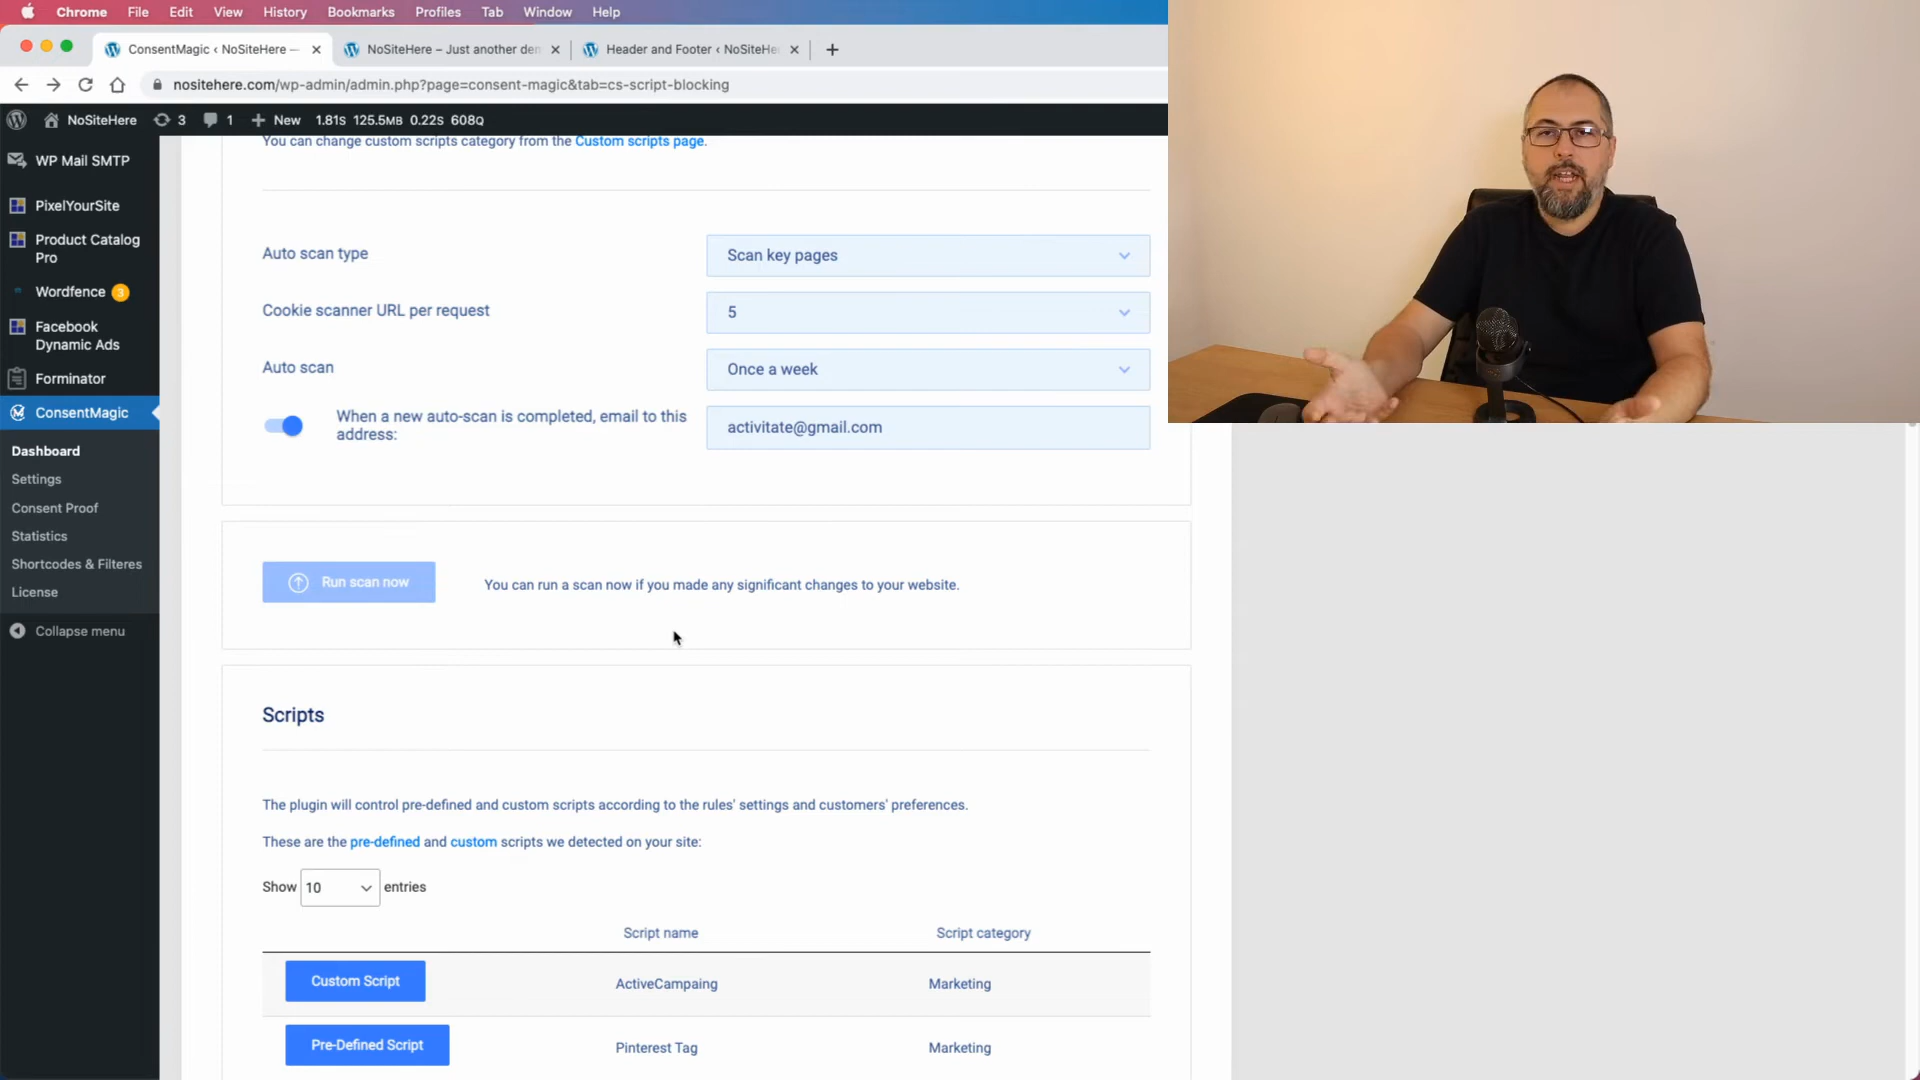 Chrome File Edit View History Bookmarks Profiles Tab Window Help
ConsentMagic ‹ NoSiteHere —
NoSiteHere – Just another den
Header and Footer ‹ NoSiteHe
nositehere.com/wp-admin/admin.php?page=consent-magic&tab=cs-script-blocking
NoSiteHere 3 1 New 1.81S 125.5MB 0.22S 608Q
WP Mail SMTP
PixelYourSite
Product Catalog
Pro
Wordfence 3
Facebook
Dynamic Ads
Forminator
ConsentMagic
Dashboard
Settings
Consent Proof
Statistics
Shortcodes & Filteres
License
Collapse menu
You can change custom scripts category from the Custom scripts page.
Auto scan type
Scan key pages
Cookie scanner URL per request
5
Auto scan
Once a week
When a new auto-scan is completed, email to this
address:
activitate@gmail.com
Run scan now
You can run a scan now if you made any significant changes to your website.
Scripts
The plugin will control pre-defined and custom scripts according to the rules' settings and customers' preferences.
These are the pre-defined and custom scripts we detected on your site:
Show 10 entries
Script name Script category
Custom Script ActiveCampaing Marketing
Pre-Defined Script Pinterest Tag Marketing